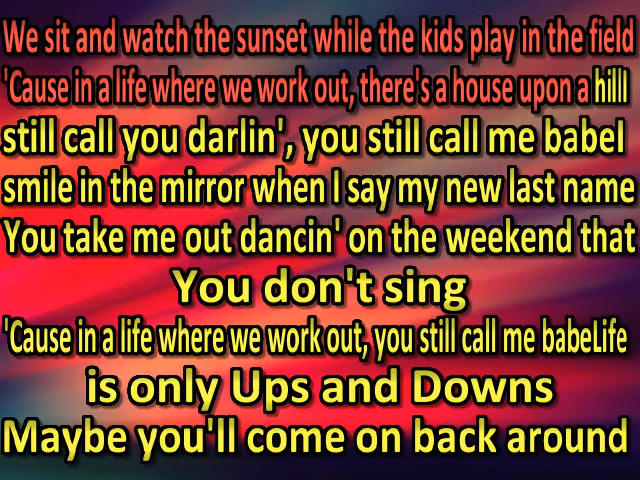 We sit and watch the sunset while the kids play in the field
'Cause in a life where we work out, there's a house upon a hillI
still call you darlin', you still call me babeI
smile in the mirror when I say my new last name
You take me out dancin' on the weekend that
You don't sing
'Cause in a life where we work out, you still call me babeLife
is only Ups and Downs
Maybe you'll come on back around